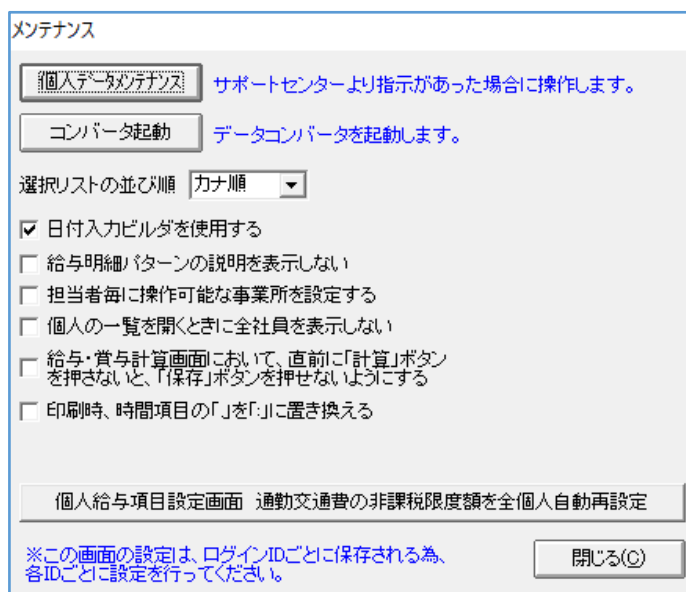 メンテナンス
個人データメンテナンス サポートセンターより指示があった場合に操作します。
コンバータ起動 データコンバータを起動します。
選択リストの並び順 カナ順
日付入力ビルダを使用する
給与明細パターンの説明を表示しない
担当者毎に操作可能な事業所を設定する
個人の一覧を開くときに全社員を表示しない
給与・賞与計算画面において、直前に「計算」ボタン
を押さないと、「保存」ボタンを押せないようにする
印刷時、時間項目の「.」を「:」に置き換える
個人給与項目設定画面 通勤交通費の非課税限度額を全個人自動再設定
※この画面の設定は、ログインIDごとに保存される為、
各IDごとに設定を行ってください。
閉じる(C)